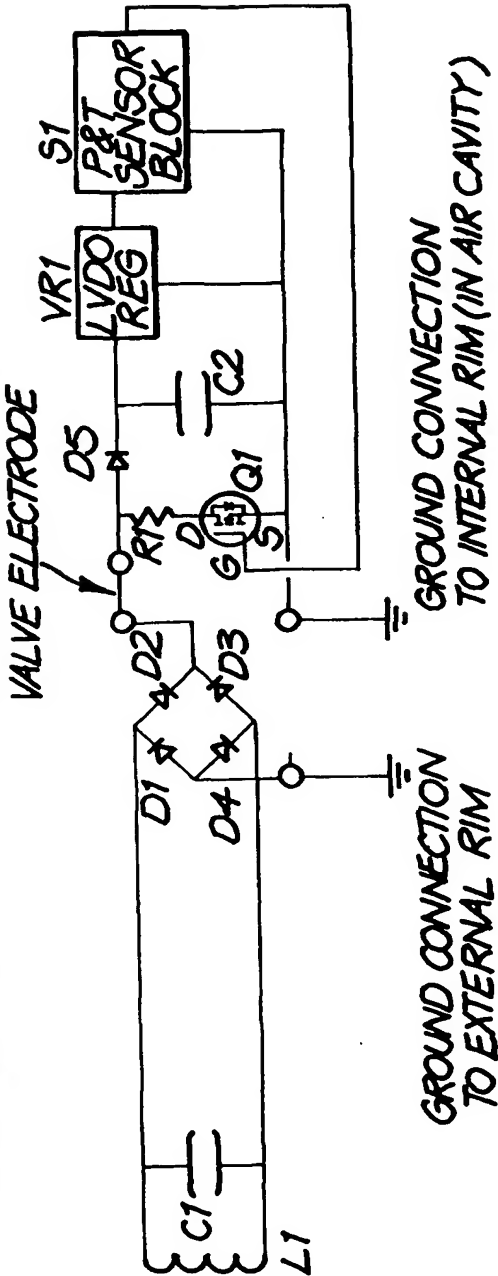 VALVE ELECTRODE
L1
C1
D1
D2
D3
D4
D5
R1
D
G
S
Q1
C2
VR1
LVDO
REG
S1
P&T
SENSOR
BLOCK
GROUND CONNECTION
TO EXTERNAL RIM
GROUND CONNECTION
TO INTERNAL RIM (IN AIR CAVITY)